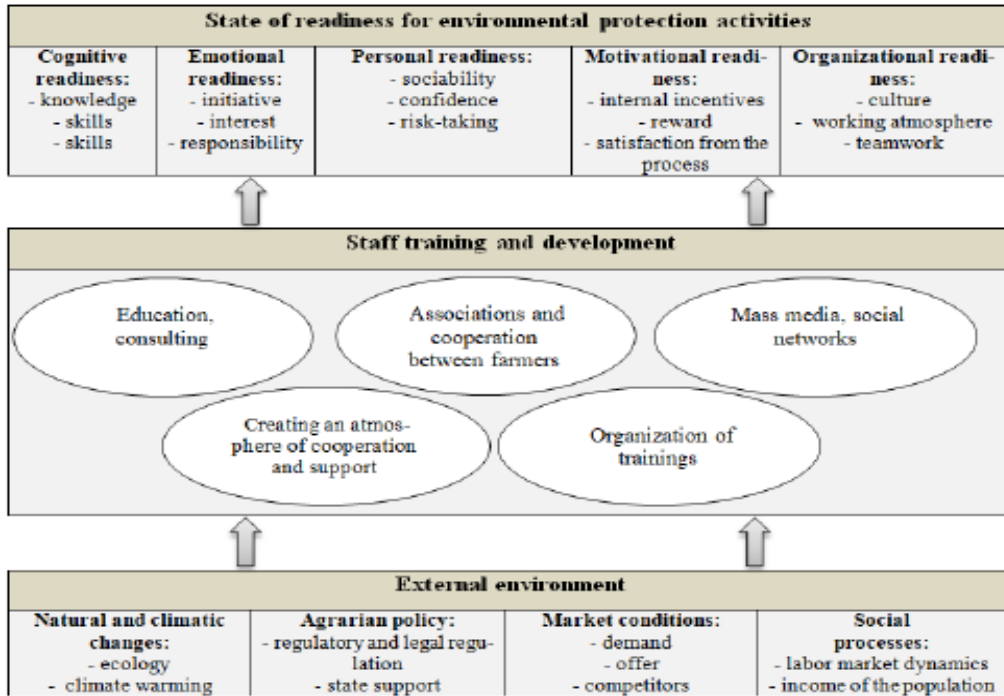 State of readiness for environmental protection activities
Cognitive
readiness:
- knowledge
- skills
- skills
Emotional
readiness:
- initiative
- interest
- responsibility
Personal readiness:
- sociability
- confidence
- risk-taking
Motivational readi-
ness:
- internal incentives
- reward
- satisfaction from the
process
Organizational readi-
ness:
- culture
- working atmosphere
- teamwork
Staff training and development
Education,
consulting
Associations and
cooperation
between farmers
Mass media, social
networks
Creating an atmos-
phere of cooperation
and support
Organization of
trainings
External environment
Natural and climatic
changes:
- ecology
- climate warming
Agrarian policy:
- regulatory and legal regu-
lation
- state support
Market conditions:
- demand
- offer
- competitors
Social
processes:
- labor market dynamics
- income of the population